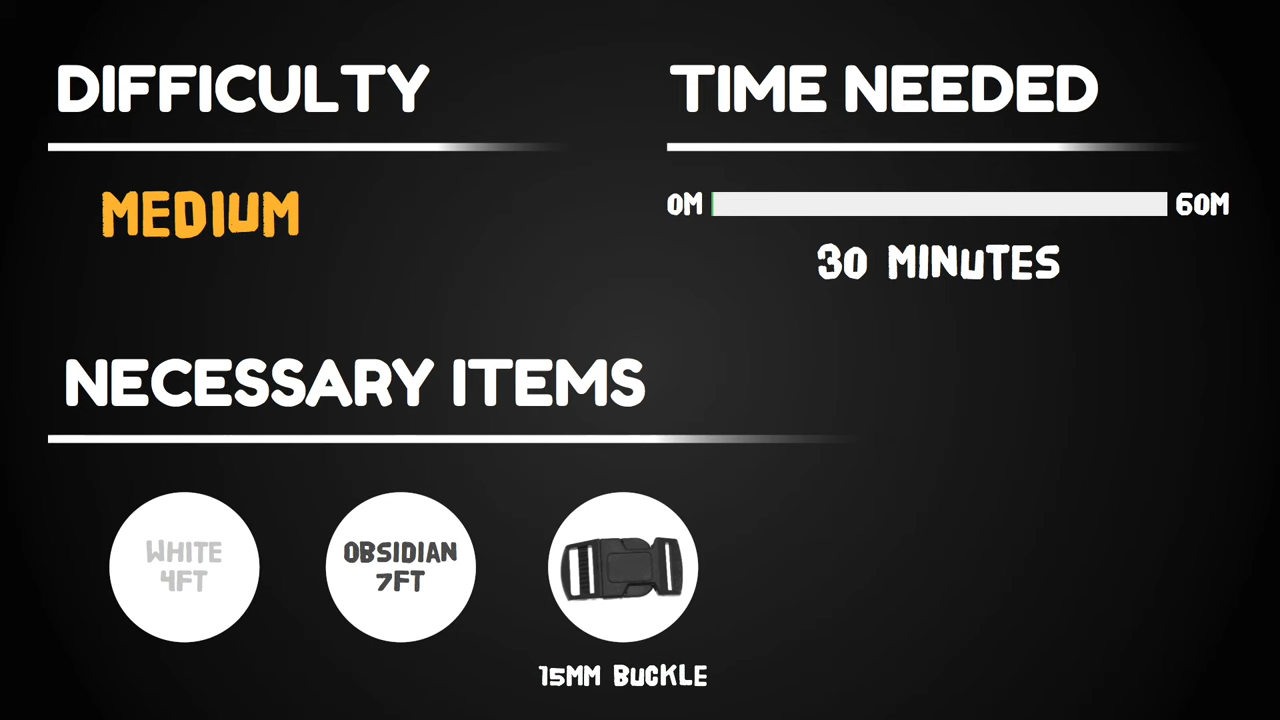 DIFFICULTY
MEDIUM
TIME NEEDED
0M 60M
30 MINUTES
NECESSARY ITEMS
WHITE
4FT
OBSIDIAN
7FT
15MM BUCKLE